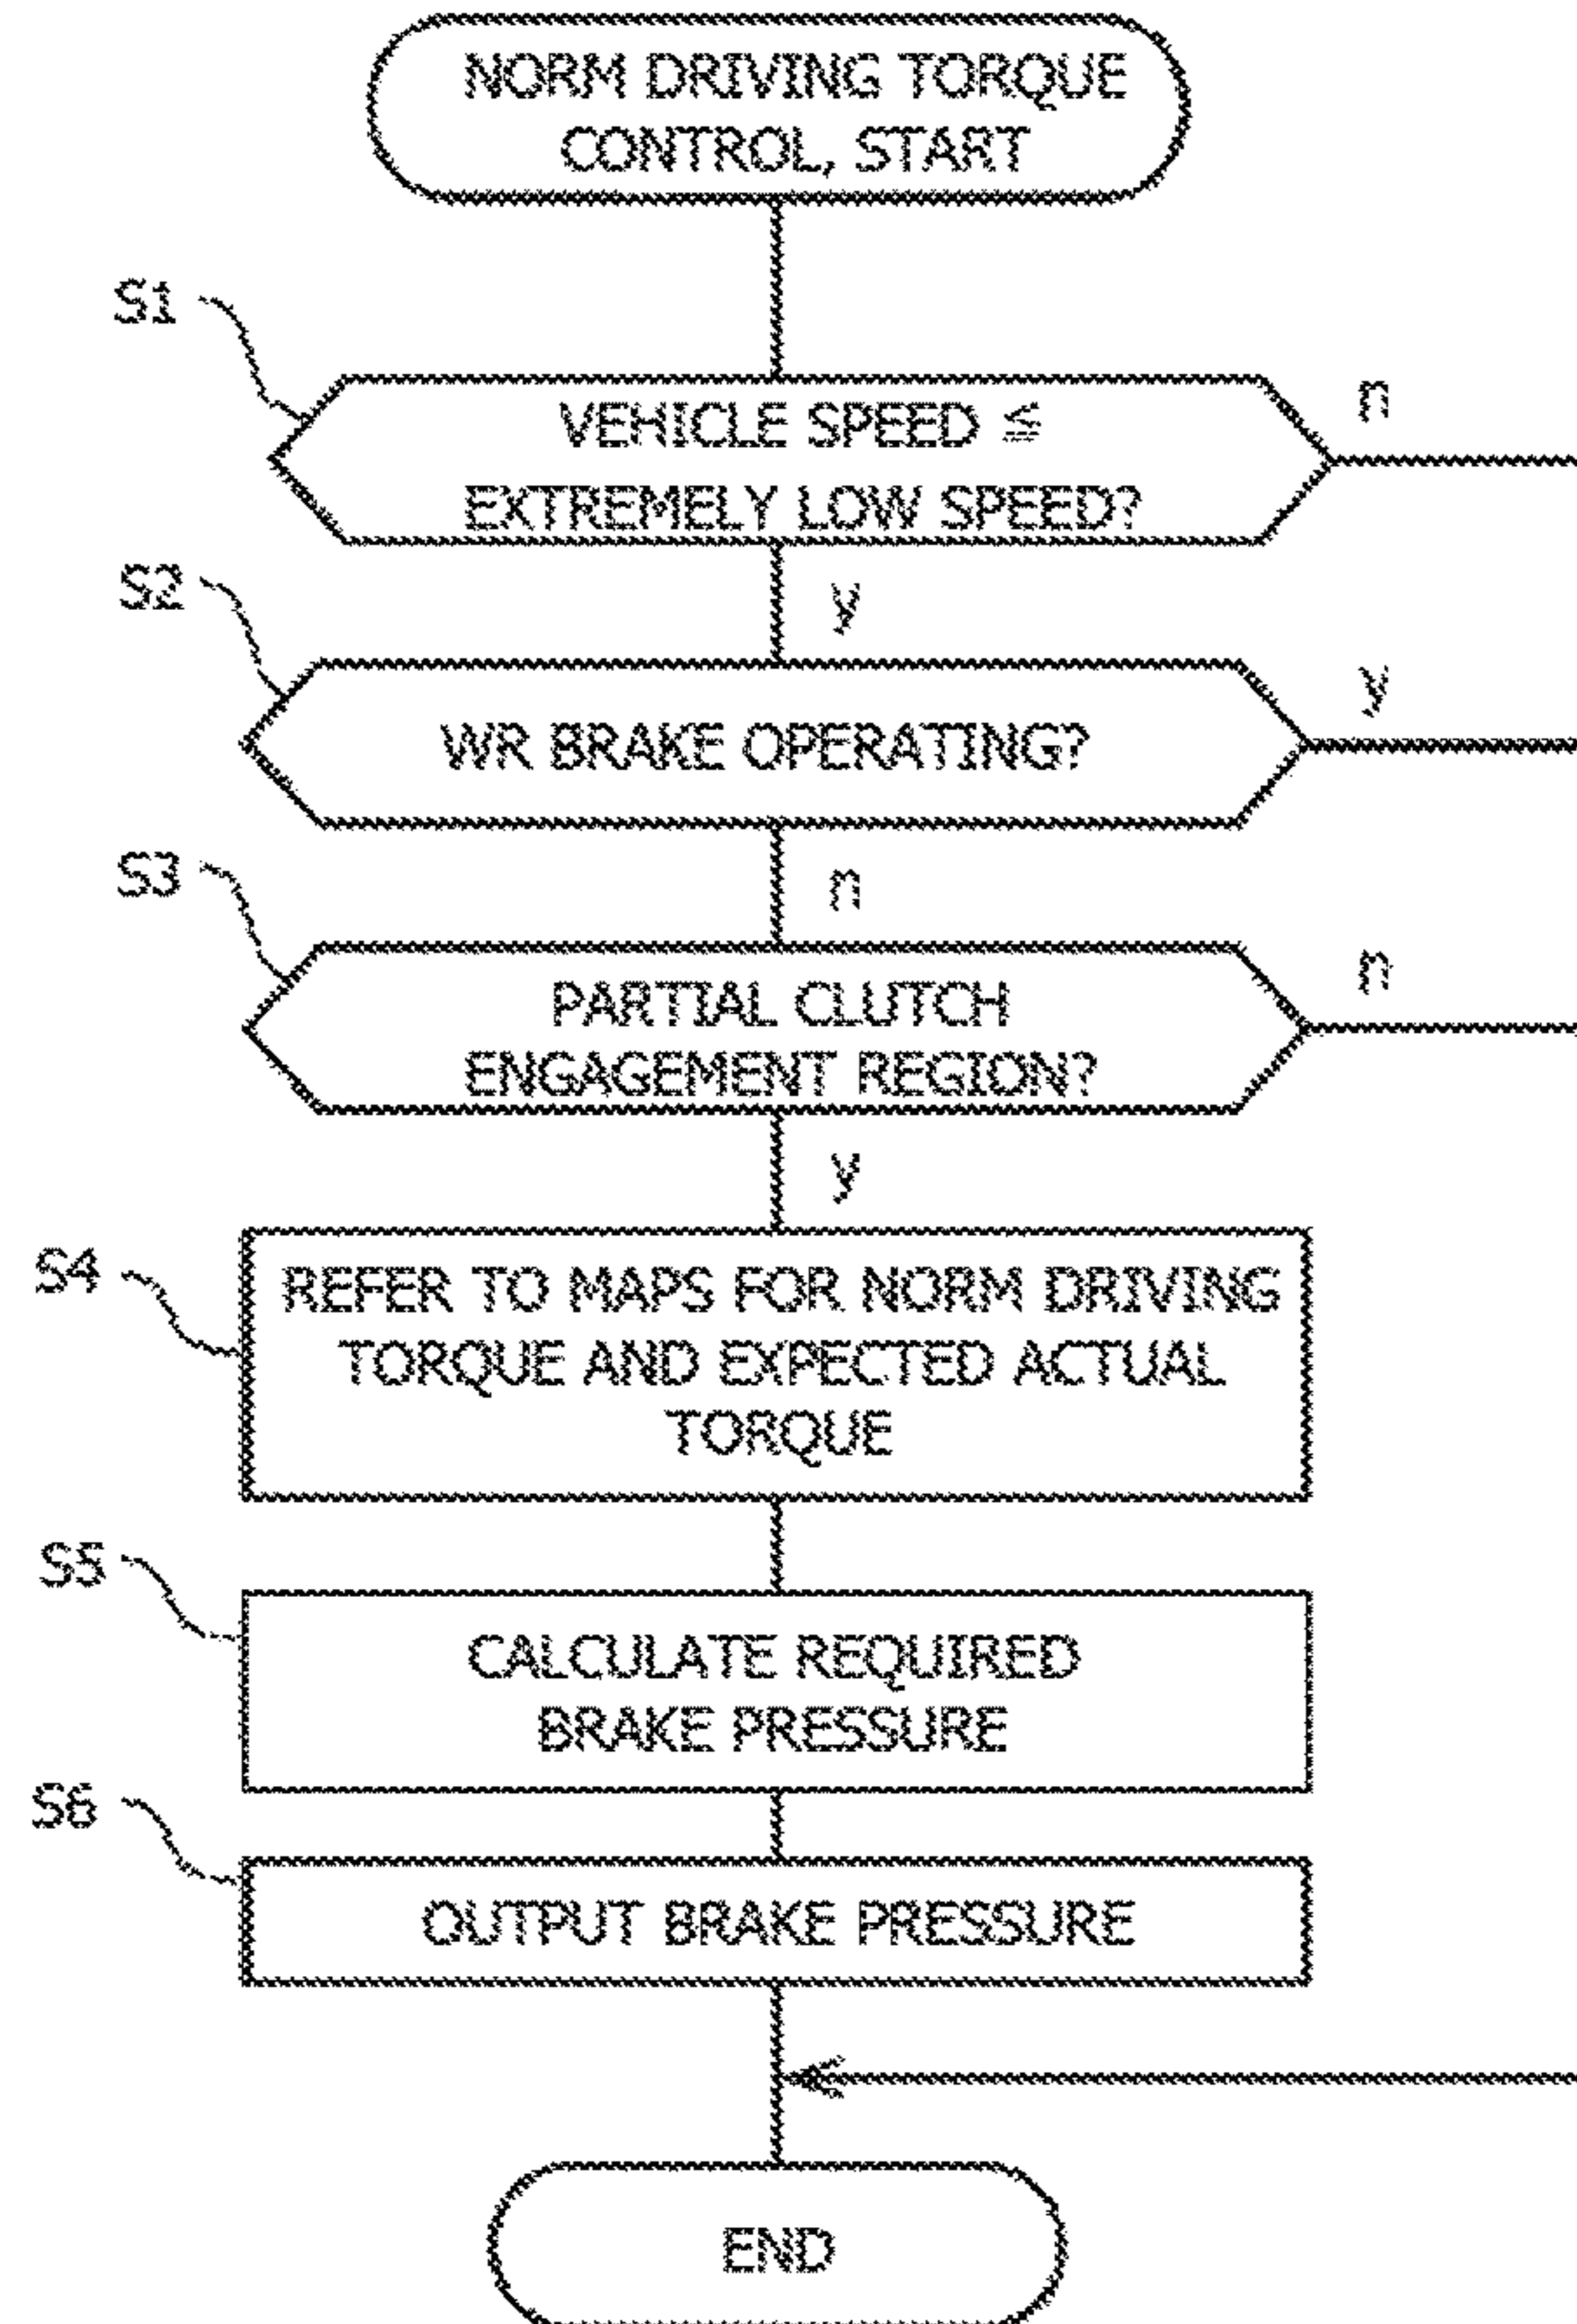 NORM DRIVING TORQUE
CONTROL, START
S1
VEHICLE SPEED ≦
EXTREMELY LOW SPEED?
n
y
S2
WR BRAKE OPERATING?
y
n
S3
PARTIAL CLUTCH
ENGAGEMENT REGION?
n
y
S4
REFER TO MAPS FOR NORM DRIVING
TORQUE AND EXPECTED ACTUAL
TORQUE
S5
CALCULATE REQUIRED
BRAKE PRESSURE
S6
OUTPUT BRAKE PRESSURE
END